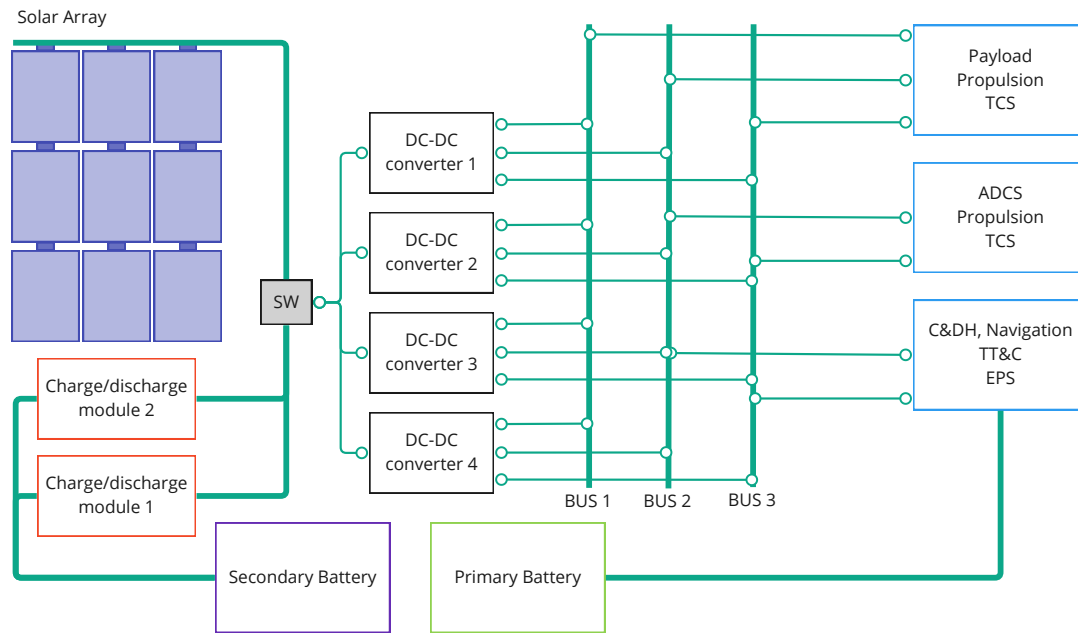 Solar Array
DC-DC
converter 1
DC-DC
converter 2
DC-DC
converter 3
DC-DC
converter 4
SW
Charge/discharge
module 2
Charge/discharge
module 1
Secondary Battery
Primary Battery
BUS 1
BUS 2
BUS 3
Payload
Propulsion
TCS
ADCS
Propulsion
TCS
C&DH, Navigation
TT&C
EPS